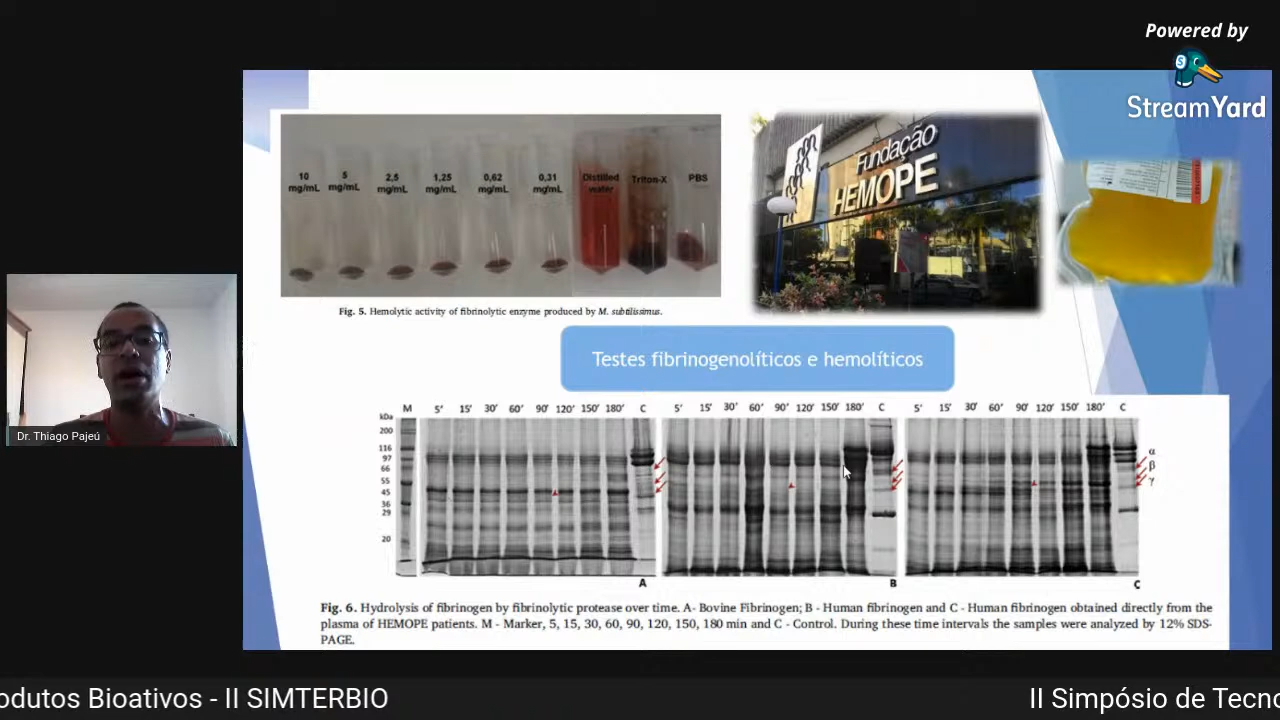 Powered by
StreamYard
10 mg/mL
5 mg/mL
2,5 mg/mL
1,25 mg/mL
0,62 mg/mL
0,31 mg/mL
Distilled water
Triton-X
PBS
Fundação
HEMOPE
Fig. 5. Hemolytic activity of fibrinolytic enzyme produced by M. subtilissimus.
Testes fibrinogenolíticos e hemolíticos
kDa M 5' 15' 30' 60' 90' 120' 150' 180' C 5' 15' 30' 60' 90' 120' 150' 180' C 5' 15' 30' 60' 90' 120' 150' 180' C
200
116
97
66
55
45
36
29
20
α
β
γ
A B C
Fig. 6. Hydrolysis of fibrinogen by fibrinolytic protease over time. A- Bovine Fibrinogen; B - Human fibrinogen and C - Human fibrinogen obtained directly from the
plasma of HEMOPE patients. M - Marker, 5, 15, 30, 60, 90, 120, 150, 180 min and C - Control. During these time intervals the samples were analyzed by 12% SDS-
PAGE.
Dr. Thiago Pajeú
odutos Bioativos - II SIMTERBIO
II Simpósio de Tecno